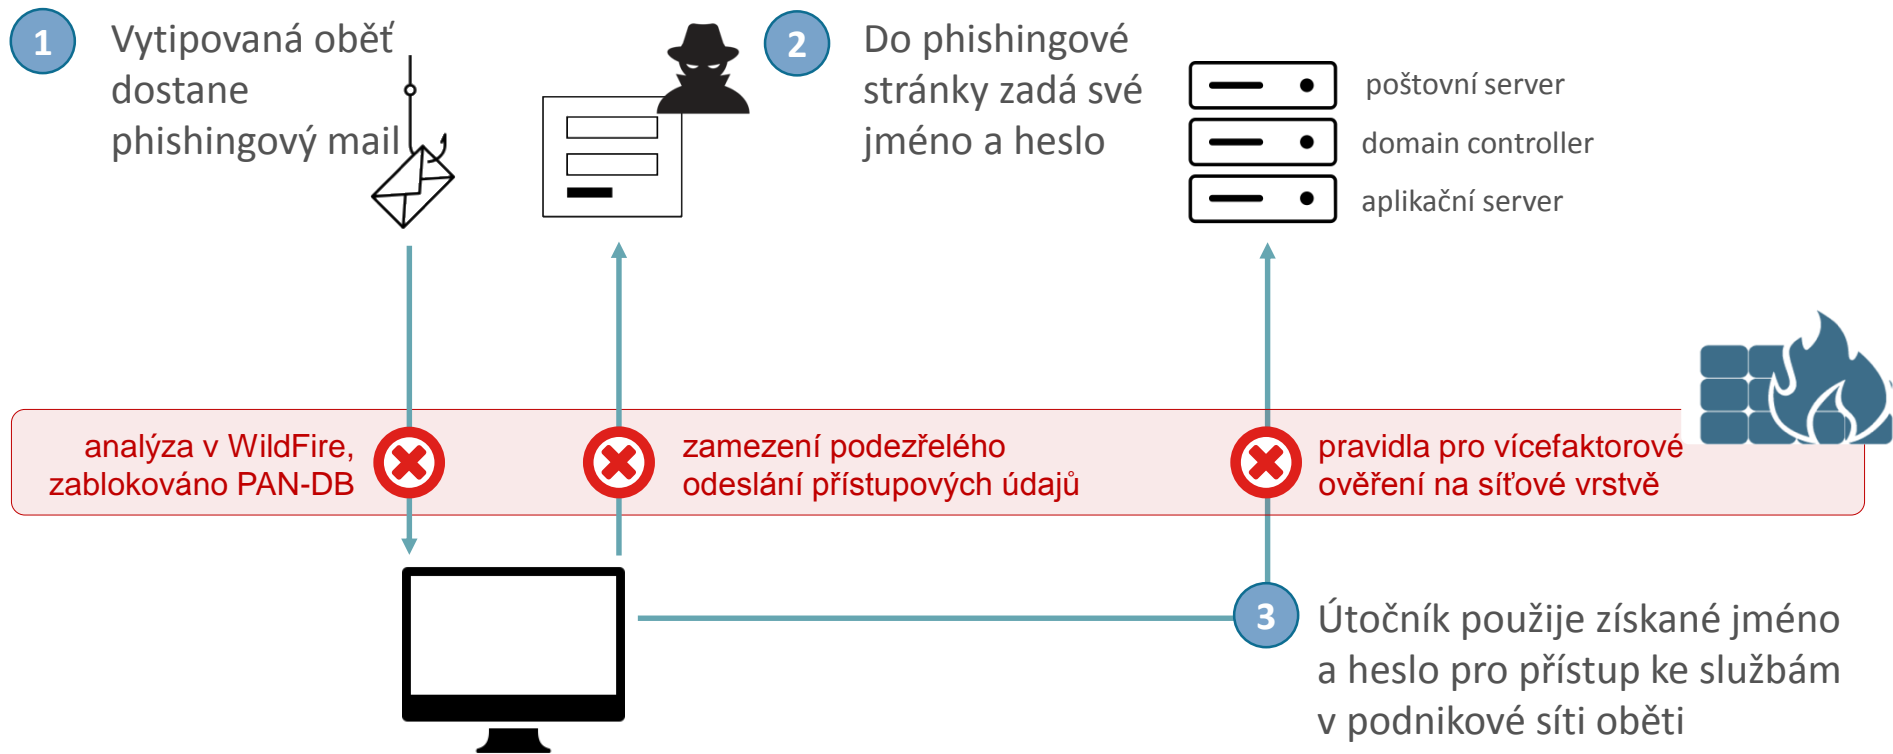 1
Vytipovaná oběť
dostane
phishingový mail
2
Do phishingové
stránky zadá své
jméno a heslo
poštovní server
domain controller
aplikační server
analýza v WildFire,
zablokováno PAN-DB
zamezení podezřelého
odeslání přístupových údajů
pravidla pro vícefaktorové
ověření na síťové vrstvě
3
Útočník použije získané jméno
a heslo pro přístup ke službám
v podnikové síti oběti